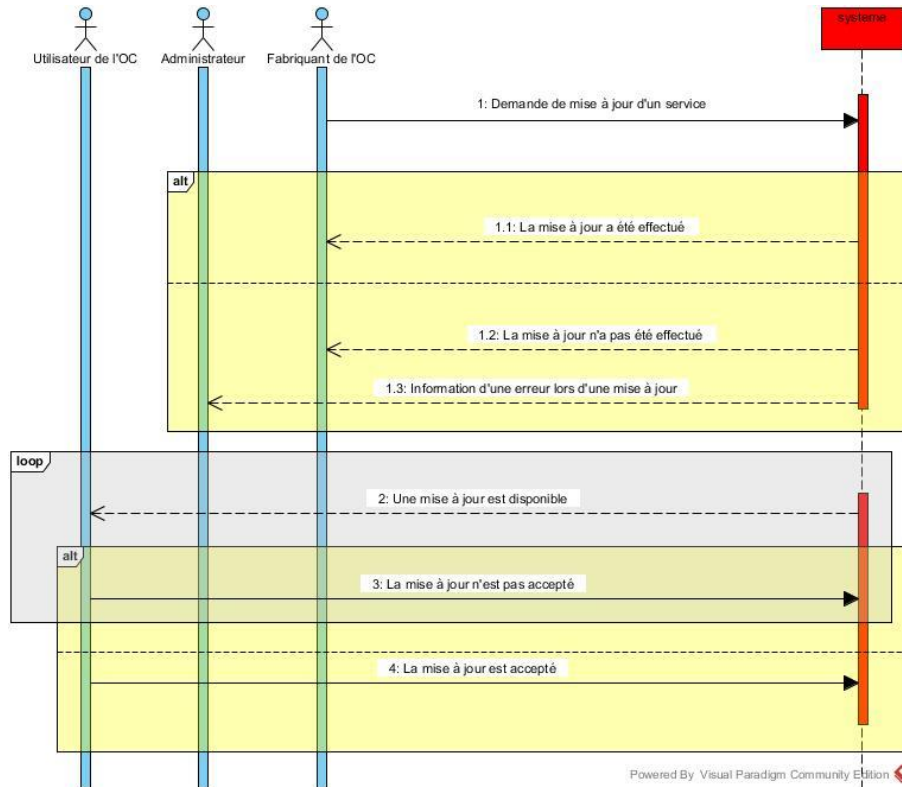 Utilisateur de l'OC
Administrateur
Fabriquant de l'OC
système
1: Demande de mise à jour d'un service
alt
1.1: La mise à jour a été effectué
1.2: La mise à jour n'a pas été effectué
1.3: Information d'une erreur lors d'une mise à jour
loop
2: Une mise à jour est disponible
alt
3: La mise à jour n'est pas accepté
4: La mise à jour est accepté
Powered By Visual Paradigm Community Edition